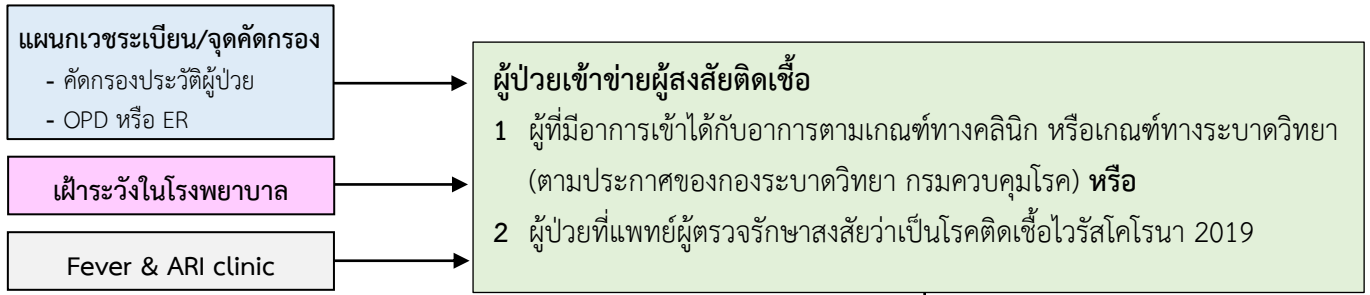 แผนกเวชระเบียน/จุดคัดกรอง
- คัดกรองประวัติผู้ป่วย
- OPD หรือ ER
เฝ้าระวังในโรงพยาบาล
Fever & ARI clinic
ผู้ป่วยเข้าข่ายผู้สงสัยติดเชื้อ
1 ผู้ที่มีอาการเข้าได้กับอาการตามเกณฑ์ทางคลินิก หรือเกณฑ์ทางระบาดวิทยา
(ตามประกาศของกองระบาดวิทยา กรมควบคุมโรค) หรือ
2 ผู้ป่วยที่แพทย์ผู้ตรวจรักษาสงสัยว่าเป็นโรคติดเชื้อไวรัสโคโรนา 2019